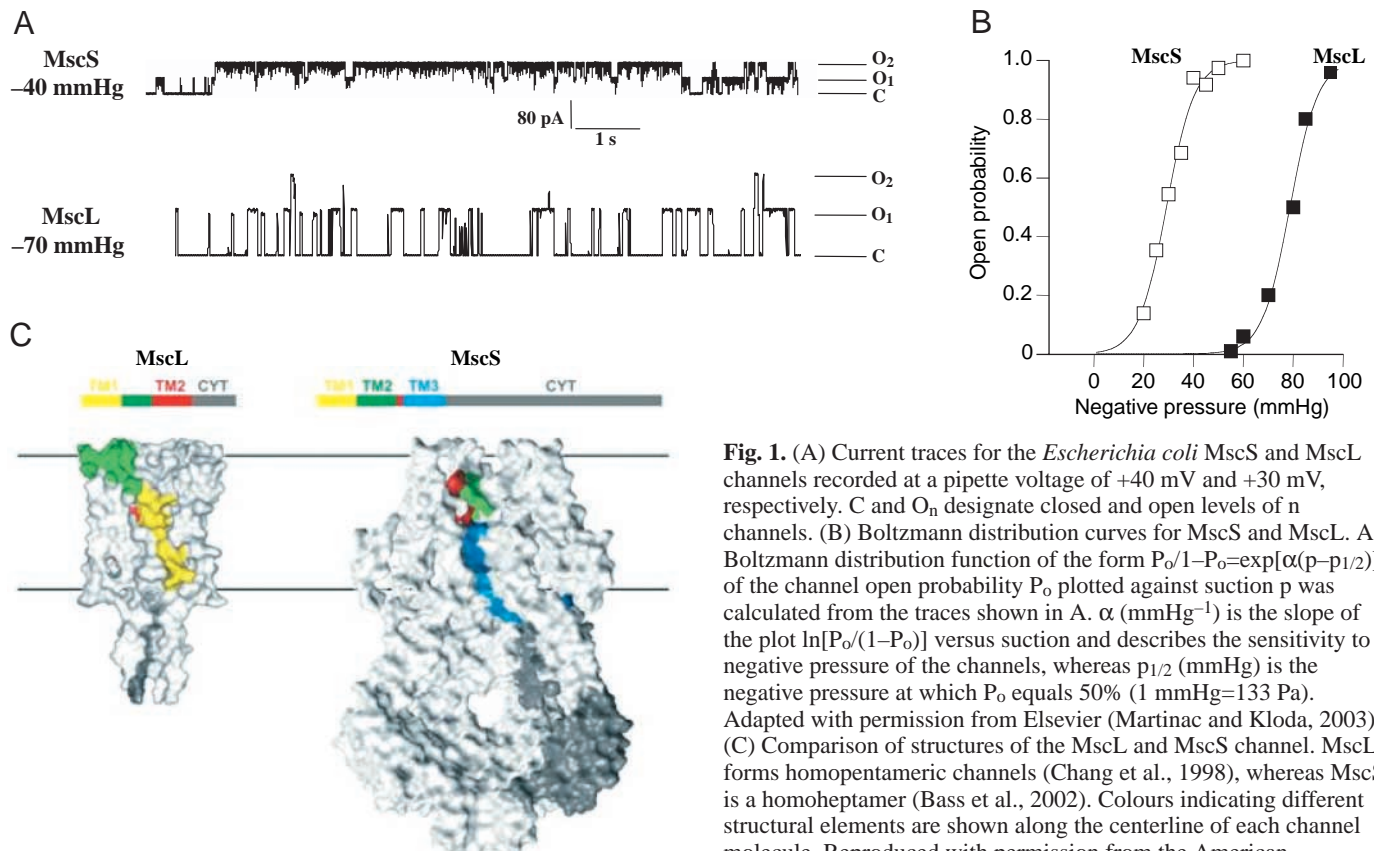 A
MscS
–40 mmHg
O2
O1
C
80 pA
1 s
MscL
–70 mmHg
O2
O1
C
B
MscS
MscL
1.0
0.8
0.6
0.4
0.2
0
Open probability
0 20 40 60 80 100
Negative pressure (mmHg)
C
MscL
MscS
TM1 TM2 CYT
TM1 TM2 TM3 CYT
Fig. 1. (A) Current traces for the Escherichia coli MscS and MscL
channels recorded at a pipette voltage of +40 mV and +30 mV,
respectively. C and On designate closed and open levels of n
channels. (B) Boltzmann distribution curves for MscS and MscL. A
Boltzmann distribution function of the form Po/1–Po=exp[α(p–p1/2)]
of the channel open probability Po plotted against suction p was
calculated from the traces shown in A. α (mmHg–1) is the slope of
the plot ln[Po/(1–Po)] versus suction and describes the sensitivity to
negative pressure of the channels, whereas p1/2 (mmHg) is the
negative pressure at which Po equals 50% (1 mmHg=133 Pa).
Adapted with permission from Elsevier (Martinac and Kloda, 2003)
(C) Comparison of structures of the MscL and MscS channel. MscL
forms homopentameric channels (Chang et al., 1998), whereas MscS
is a homoheptamer (Bass et al., 2002). Colours indicating different
structural elements are shown along the centerline of each channel
molecule. Reproduced with permission from the American